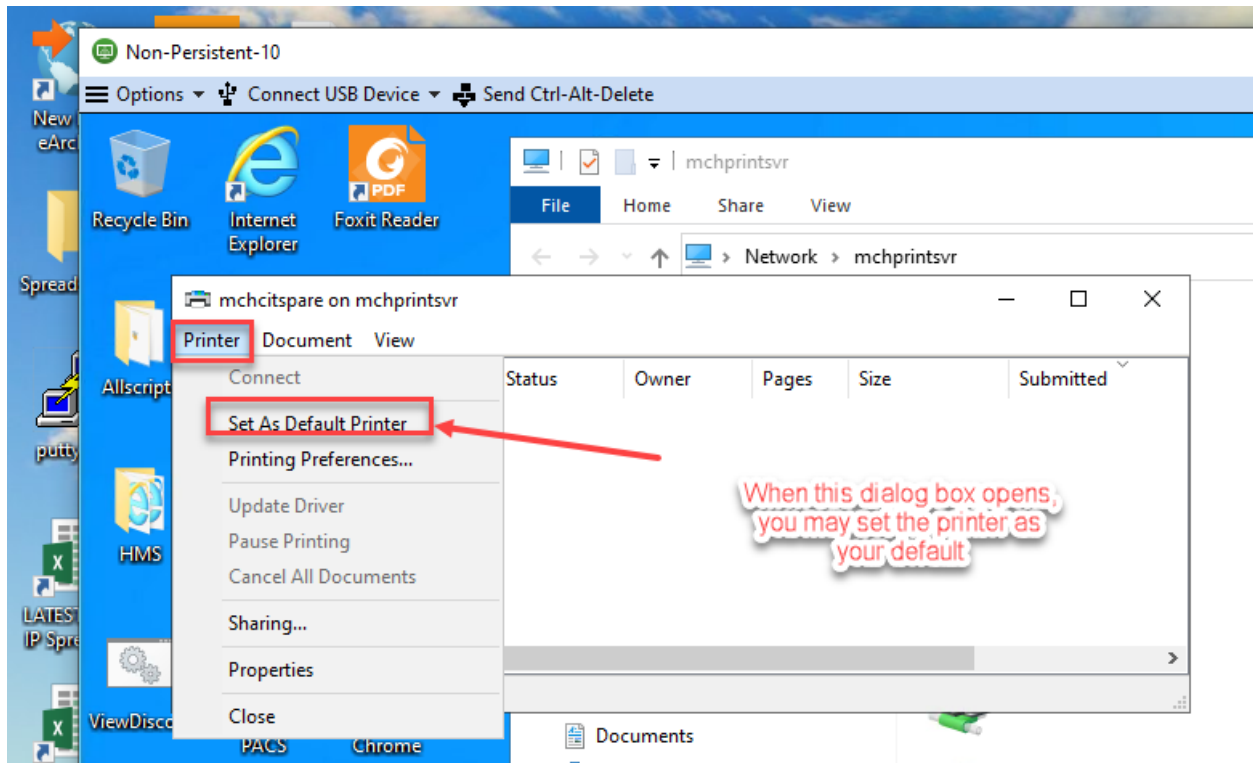 Non-Persistent-10
Options
Connect USB Device
Send Ctrl-Alt-Delete
New
eArc
Recycle Bin
Internet
Explorer
PDF
Foxit Reader
mchprintsvr
File
Home
Share
View
Network > mchprintsvr
Spread
mchcitspare on mchprintsvr
Printer
Document
View
Connect
Set As Default Printer
Printing Preferences...
Update Driver
Pause Printing
Cancel All Documents
Sharing...
Properties
Close
Status
Owner
Pages
Size
Submitted
When this dialog box opens,
you may set the printer as
your default
Allscript
putty
HMS
LATEST
IP Spre
ViewDisco
PACS
Chrome
Documents